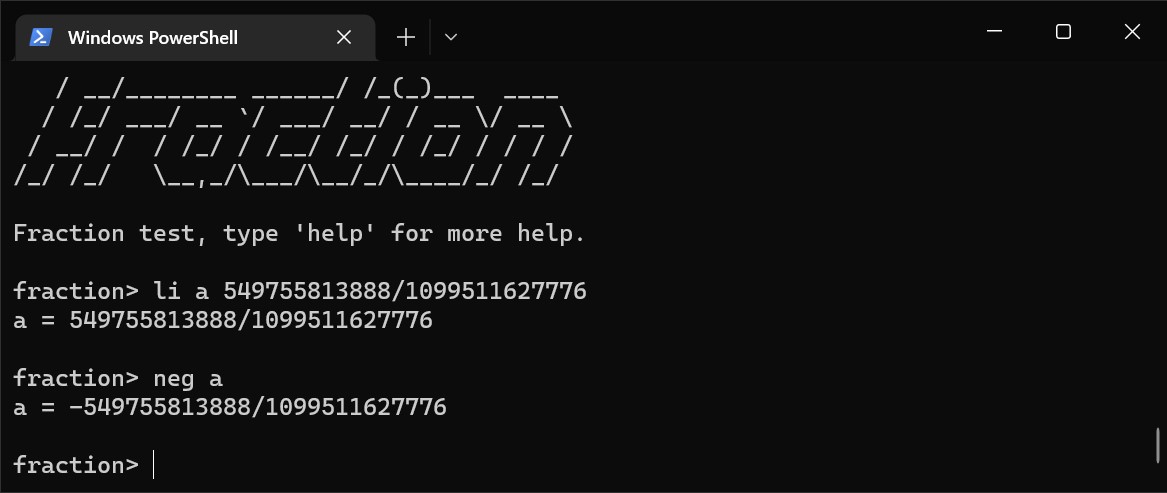 Windows PowerShell
    / __/________ ______/ /_(_)___  ____
   / /_/ ___/ __ `/ ___/ __/ / __ \/ __ \
  / __/ /  / /_/ / /__/ /_/ / /_/ / / / /
/_/ /_/   \__,_/\___/\__/_/\____/_/ /_/
Fraction test, type 'help' for more help.
fraction> li a 549755813888/1099511627776
a = 549755813888/1099511627776
fraction> neg a
a = -549755813888/1099511627776
fraction>